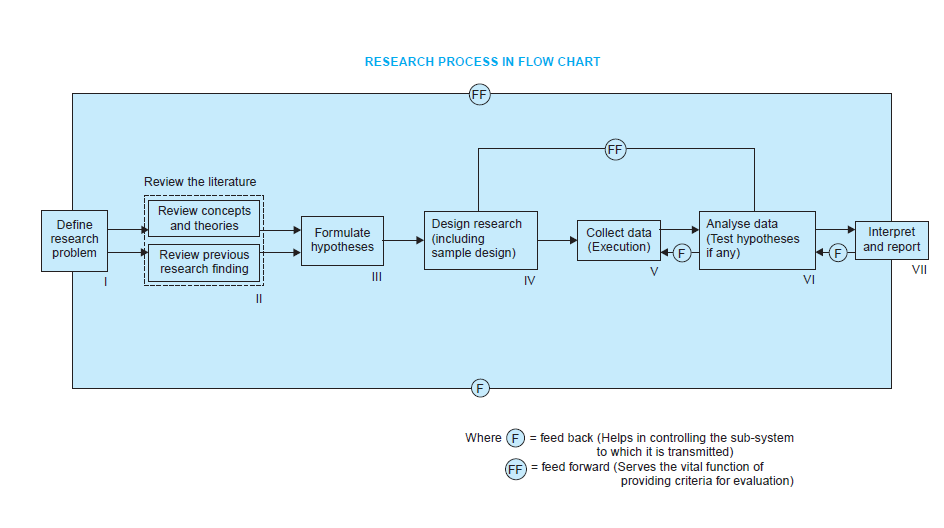 RESEARCH PROCESS IN FLOW CHART
FF
FF
Review the literature
Define
research
problem
I
Review concepts
and theories
Review previous
research finding
II
Formulate
hypotheses
III
Design research
(including
sample design)
IV
Collect data
(Execution)
V
F
Analyse data
(Test hypotheses
if any)
VI
F
Interpret
and report
VII
F
Where F = feed back (Helps in controlling the sub-system
to which it is transmitted)
FF = feed forward (Serves the vital function of
providing criteria for evaluation)